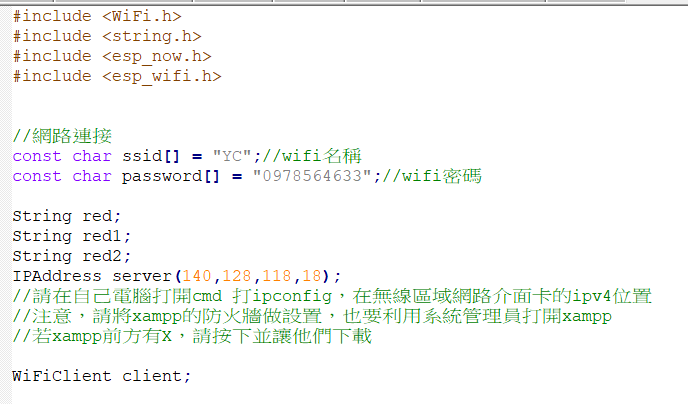 #include <WiFi.h>
#include <string.h>
#include <esp_now.h>
#include <esp_wifi.h>
//網路連接
const char ssid[] = "YC";//wifi名稱
const char password[] = "0978564633";//wifi密碼
String red;
String red1;
String red2;
IPAddress server(140,128,118,18);
//請在自己電腦打開cmd 打ipconfig，在無線區域網路介面卡的ipv4位置
//注意，請將xampp的防火牆做設置，也要利用系統管理員打開xampp
//若xampp前方有X，請按下並讓他們下載
WiFiClient client;